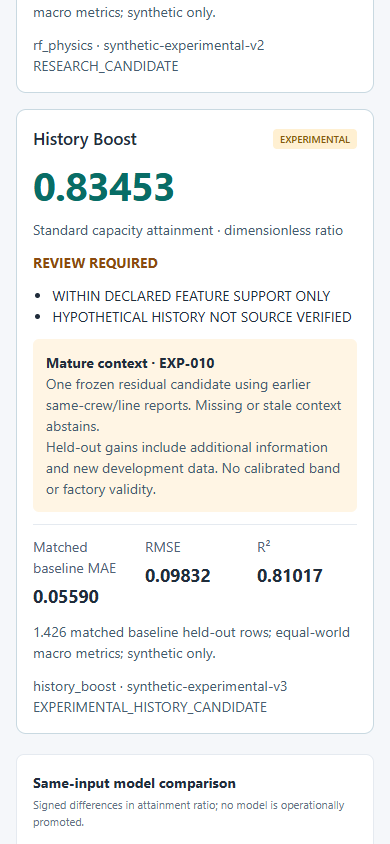 macro metrics; synthetic only.
rf_physics · synthetic-experimental-v2
RESEARCH_CANDIDATE
History Boost
EXPERIMENTAL
0.83453
Standard capacity attainment · dimensionless ratio
REVIEW REQUIRED
• WITHIN DECLARED FEATURE SUPPORT ONLY
• HYPOTHETICAL HISTORY NOT SOURCE VERIFIED
Mature context · EXP-010
One frozen residual candidate using earlier
same-crew/line reports. Missing or stale context
abstains.
Held-out gains include additional information
and new development data. No calibrated band
or factory validity.
Matched
baseline MAE
0.05590
RMSE
0.09832
R²
0.81017
1.426 matched baseline held-out rows; equal-world
macro metrics; synthetic only.
history_boost · synthetic-experimental-v3
EXPERIMENTAL_HISTORY_CANDIDATE
Same-input model comparison
Signed differences in attainment ratio; no model is operationally
promoted.